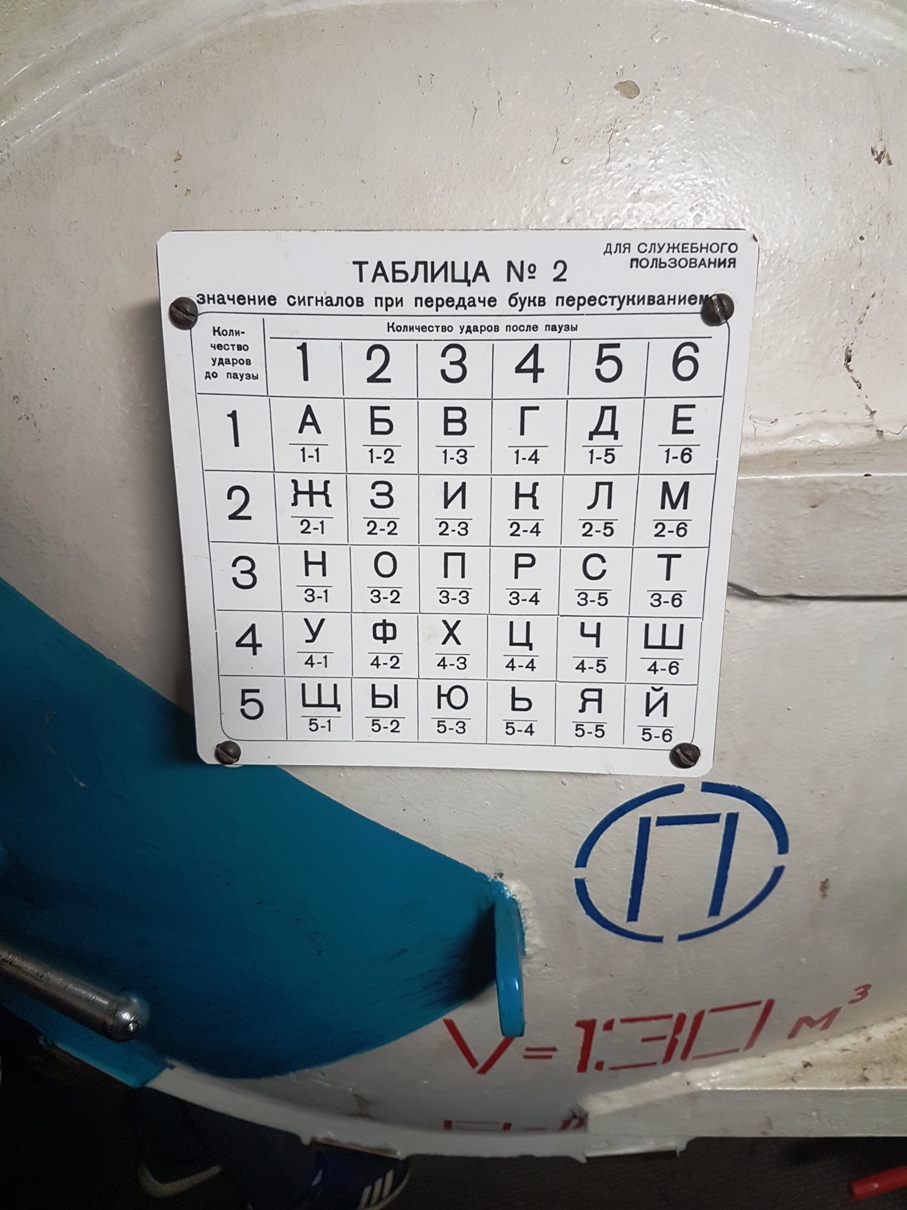 ДЛЯ СЛУЖЕБНОГО
ПОЛЬЗОВАНИЯ
ТАБЛИЦА № 2
значение сигналов при передаче букв перестукиванием
Коли-
чество
ударов
до паузы
Количество ударов после паузы
1 2 3 4 5 6
1 А Б В Г Д Е
1-1 1-2 1-3 1-4 1-5 1-6
2 Ж З И К Л М
2-1 2-2 2-3 2-4 2-5 2-6
3 Н О П Р С Т
3-1 3-2 3-3 3-4 3-5 3-6
4 У Ф Х Ц Ч Ш
4-1 4-2 4-3 4-4 4-5 4-6
5 Щ Ы Ю Ь Я Й
5-1 5-2 5-3 5-4 5-5 5-6
П
V=130 м³